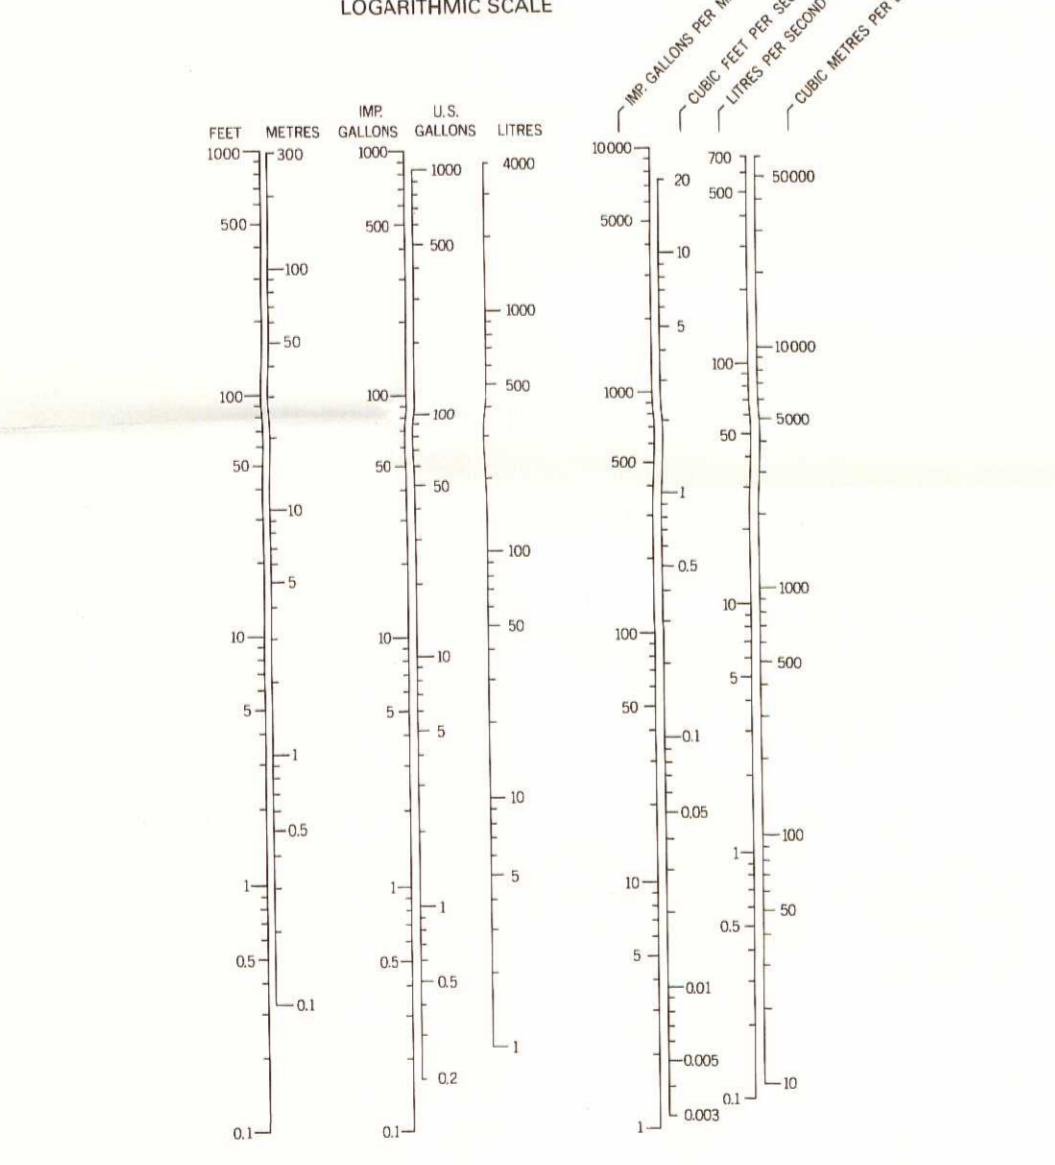 LOGARITHMIC SCALE
IMP. GALLONS PER
CUBIC FEET PER
LITRES PER SECOND
CUBIC METRES PER
FEET METRES IMP. GALLONS U.S. GALLONS LITRES
1000 300 1000 1000 4000 10000 20 700 50000
500 100 500 500 1000 5000 10 500 10000
100 50 100 100 500 1000 5 100 5000
50 10 50 50 100 500 1 50 1000
10 5 10 10 50 100 0.5 10 500
5 1 5 5 10 50 0.1 5 100
1 0.5 1 1 5 10 0.05 1 50
0.5 0.1 0.5 0.5 1 5 0.01 0.5 10
0.1 0.1 0.2 1 0.005 0.1
0.003